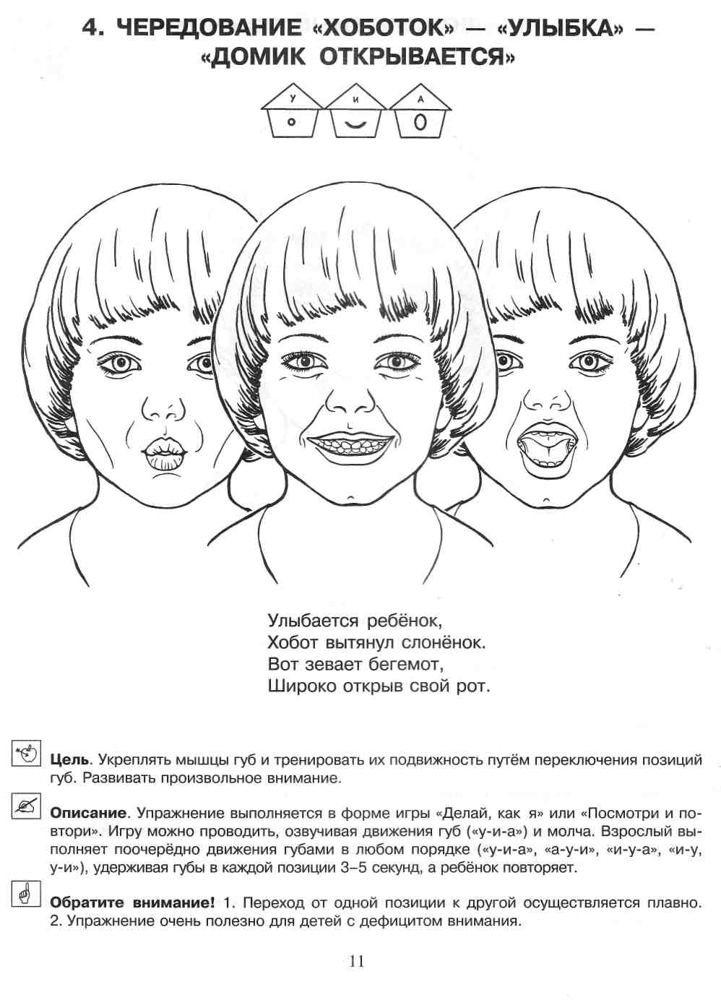 4. ЧЕРЕДОВАНИЕ «ХОБОТОК» — «УЛЫБКА» —
«ДОМИК ОТКРЫВАЕТСЯ»
У И А
Улыбается ребёнок,
Хобот вытянул слонёнок.
Вот зевает бегемот,
Широко открыв свой рот.
Цель. Укреплять мышцы губ и тренировать их подвижность путём переключения позиций
губ. Развивать произвольное внимание.
Описание. Упражнение выполняется в форме игры «Делай, как я» или «Посмотри и по-
втори». Игру можно проводить, озвучивая движения губ («у-и-а») и молча. Взрослый вы-
полняет поочерёдно движения губами в любом порядке («у-и-а», «а-у-и», «и-у-а», «и-у,
у-и»), удерживая губы в каждой позиции 3–5 секунд, а ребёнок повторяет.
Обратите внимание! 1. Переход от одной позиции к другой осуществляется плавно.
2. Упражнение очень полезно для детей с дефицитом внимания.
11